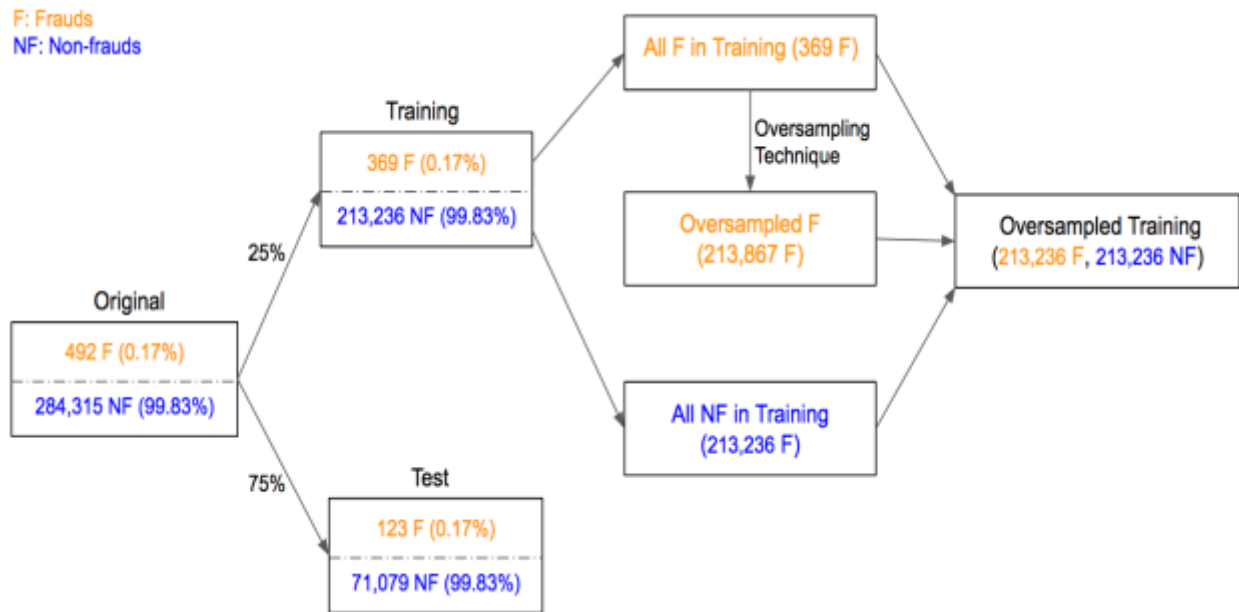 F: Frauds
NF: Non-frauds
Original
492 F (0.17%)
284,315 NF (99.83%)
25%
75%
Training
369 F (0.17%)
213,236 NF (99.83%)
Test
123 F (0.17%)
71,079 NF (99.83%)
All F in Training (369 F)
Oversampling
Technique
Oversampled F
(213,867 F)
All NF in Training
(213,236 F)
Oversampled Training
(213,236 F, 213,236 NF)